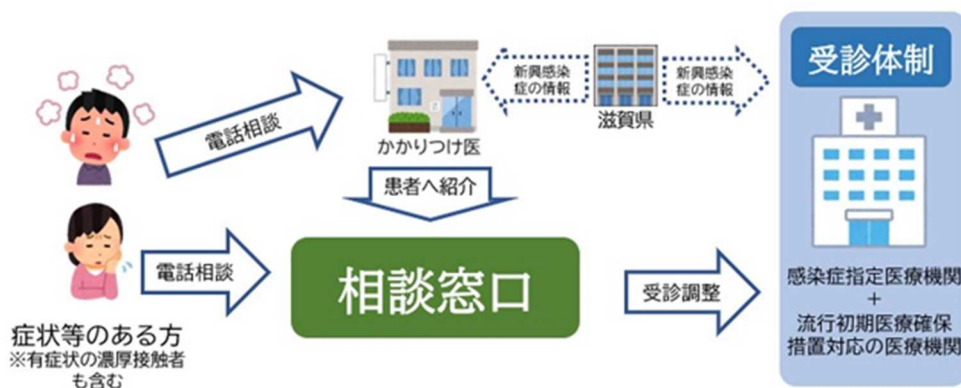 電話相談
かかりつけ医
新興感染
症の情報
滋賀県
新興感染
症の情報
患者へ紹介
症状等のある方
※有症状の濃厚接触者
も含む
電話相談
相談窓口
受診調整
受診体制
感染症指定医療機関
+
流行初期医療確保
措置対応の医療機関